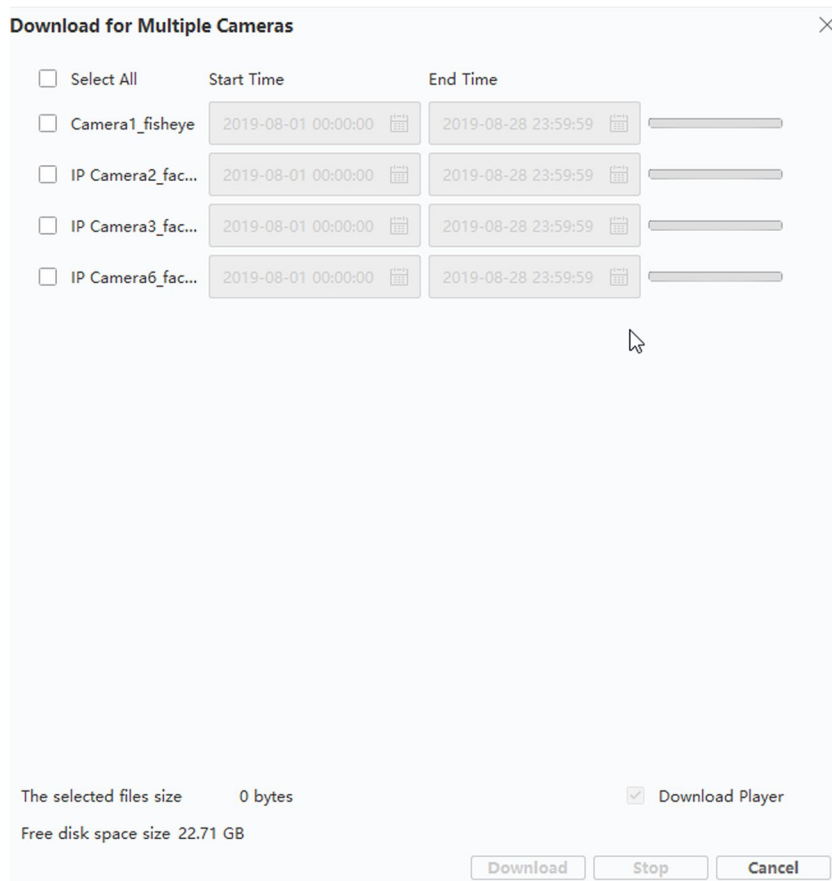 Download for Multiple Cameras
Select All Start Time End Time
Camera1_fisheye 2019-08-01 00:00:00 2019-08-28 23:59:59
IP Camera2_fac... 2019-08-01 00:00:00 2019-08-28 23:59:59
IP Camera3_fac... 2019-08-01 00:00:00 2019-08-28 23:59:59
IP Camera6_fac... 2019-08-01 00:00:00 2019-08-28 23:59:59
The selected files size 0 bytes Download Player
Free disk space size 22.71 GB
Download Stop Cancel